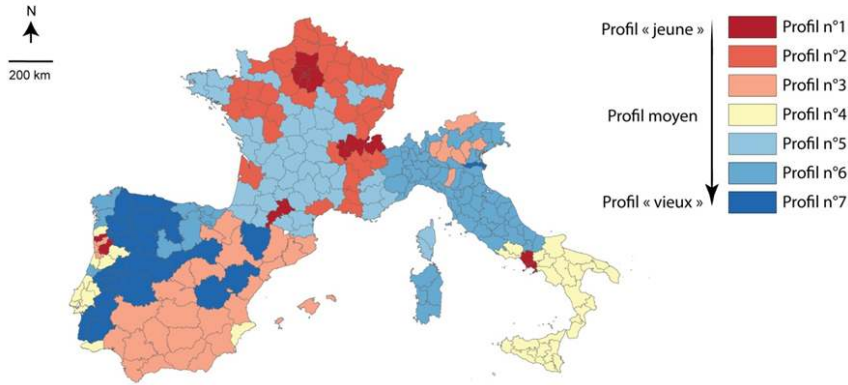 N
200 km
Profil « jeune »
Profil moyen
Profil « vieux »
Profil n°1
Profil n°2
Profil n°3
Profil n°4
Profil n°5
Profil n°6
Profil n°7